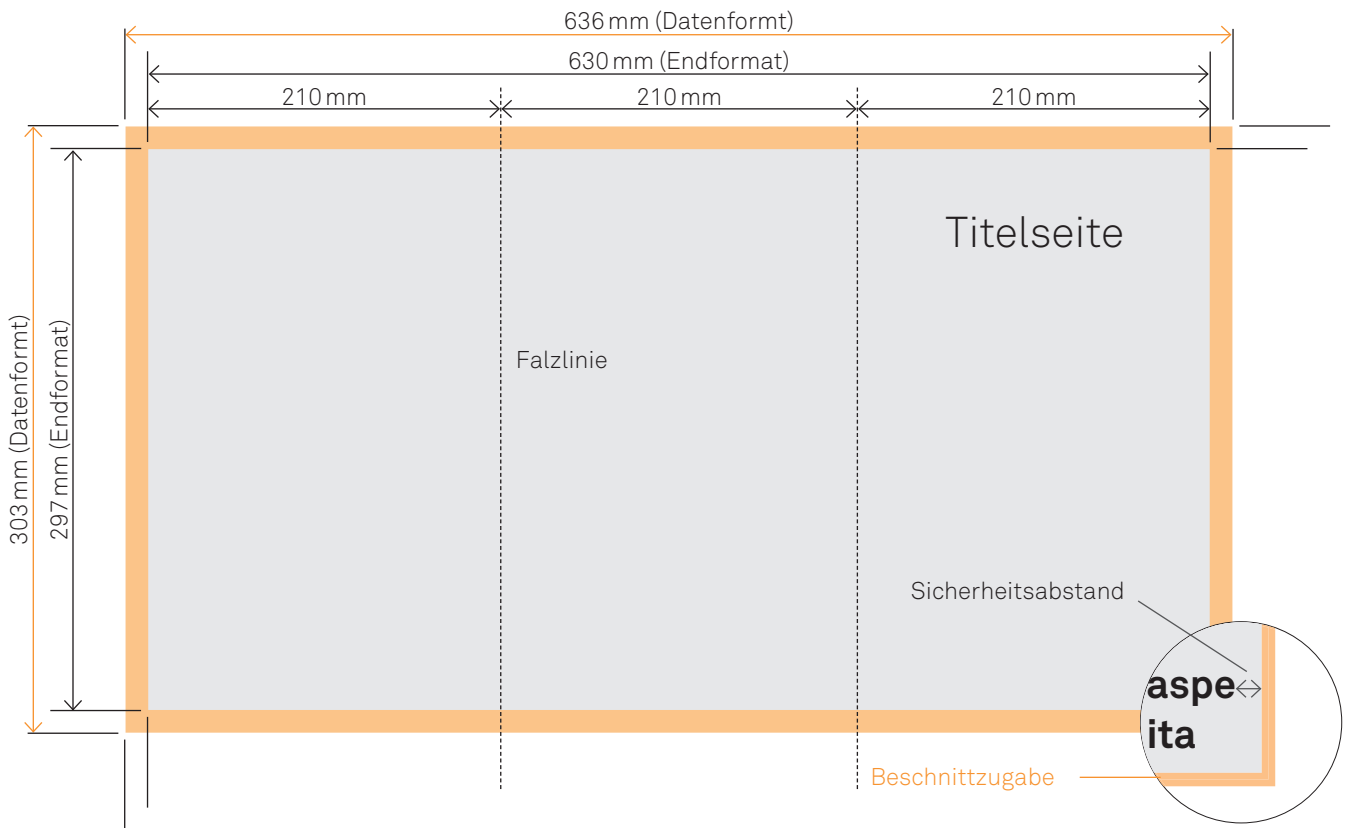 636 mm (Datenformt)
630 mm (Endformat)
210 mm
210 mm
210 mm
Titelseite
303 mm (Datenformt)
297 mm (Endformat)
Falzlinie
Sicherheitsabstand
aspe
ita
Beschnittzugabe